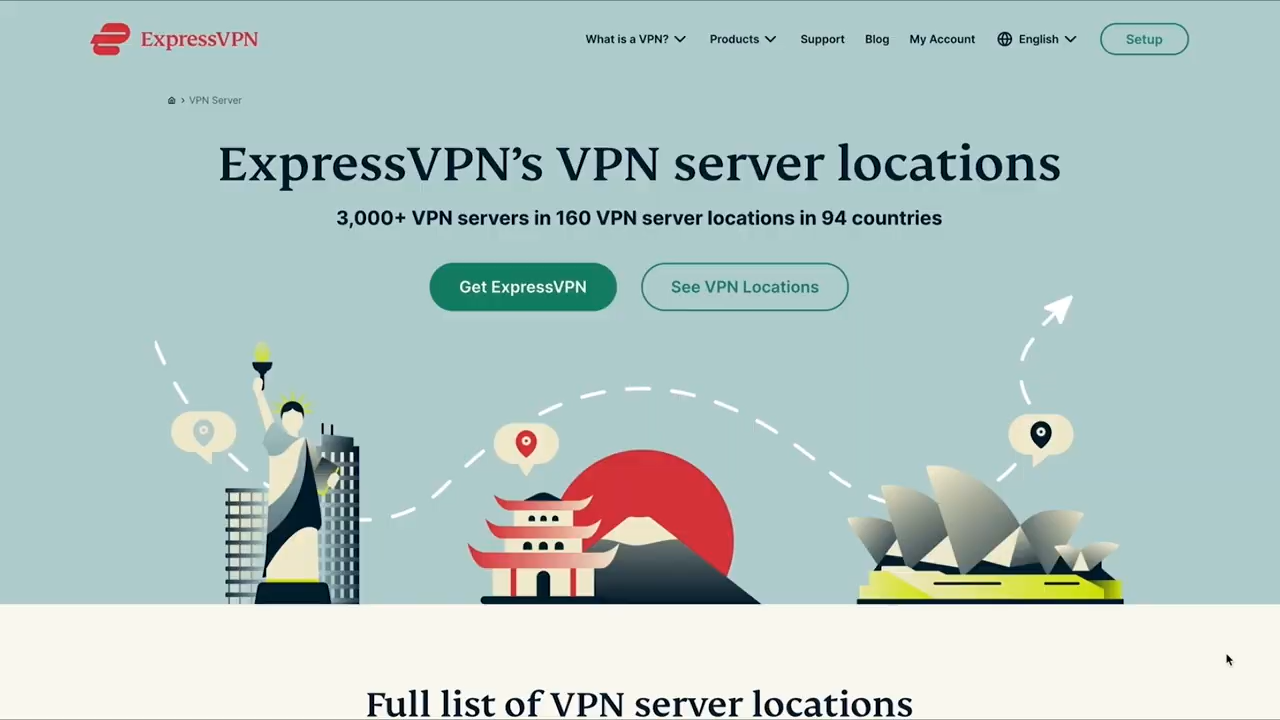 ExpressVPN
What is a VPN?
Products
Support
Blog
My Account
English
Setup
VPN Server
ExpressVPN’s VPN server locations
3,000+ VPN servers in 160 VPN server locations in 94 countries
Get ExpressVPN
See VPN Locations
Full list of VPN server locations